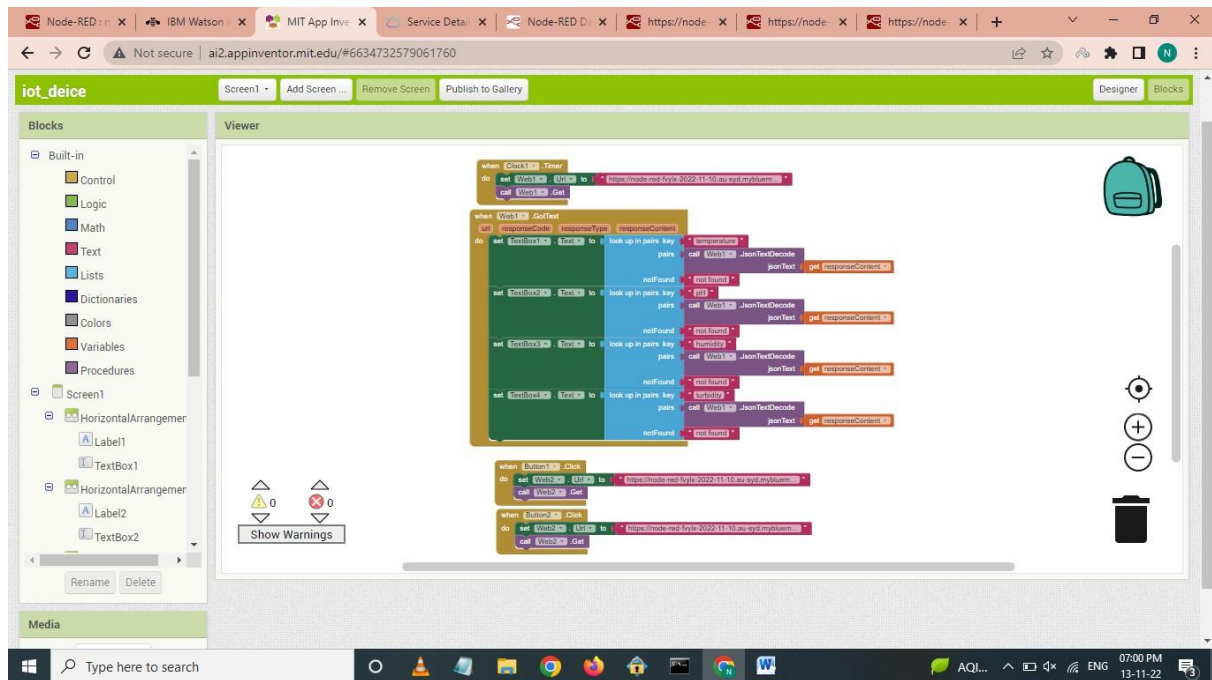 Node-RED : n IBM Watson MIT App Inve Service Detail Node-RED Da https://node- https://node- https://node-
Not secure ai2.appinventor.mit.edu/#6634732579061760 N
iot_deice Screen1 Add Screen ... Remove Screen Publish to Gallery Designer Blocks
Blocks Viewer
Built-in
Control
Logic
Math
Text
Lists
Dictionaries
Colors
Variables
Procedures
Screen1
HorizontalArrangemer
Label1
TextBox1
HorizontalArrangemer
Label2
TextBox2
Rename Delete
Media
when Clock1 .Timer
do set Web1 . Url to " https://node-red-fvylx-2022-11-10.au-syd.mybluem... "
call Web1 .Get
when Web1 .GotText
url responseCode responseType responseContent
do set TextBox1 . Text to look up in pairs key " temperature "
pairs call Web1 .JsonTextDecode
jsonText get responseContent
notFound " not found "
set TextBox2 . Text to look up in pairs key " pH "
pairs call Web1 .JsonTextDecode
jsonText get responseContent
notFound " not found "
set TextBox3 . Text to look up in pairs key " humidity "
pairs call Web1 .JsonTextDecode
jsonText get responseContent
notFound " not found "
set TextBox4 . Text to look up in pairs key " turbidity "
pairs call Web1 .JsonTextDecode
jsonText get responseContent
notFound " not found "
when Button1 .Click
do set Web2 . Url to " https://node-red-fvylx-2022-11-10.au-syd.mybluem... "
call Web2 .Get
when Button2 .Click
do set Web2 . Url to " https://node-red-fvylx-2022-11-10.au-syd.mybluem... "
call Web2 .Get
0 0
Show Warnings
Type here to search AQI... ENG 07:00 PM
13-11-22 3